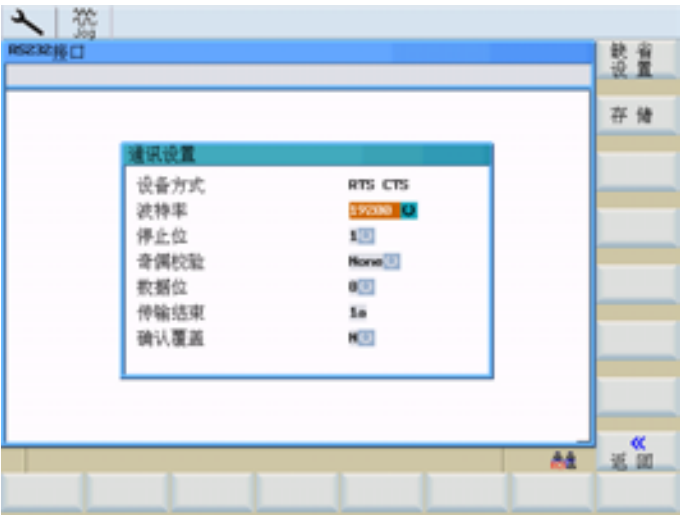 Jog
RS232接口
缺省
设置
存储
通讯设置
设备方式 RTS CTS
波特率 19200
停止位 1
奇偶校验 None
数据位 8
传输结束 1a
确认覆盖 N
返回